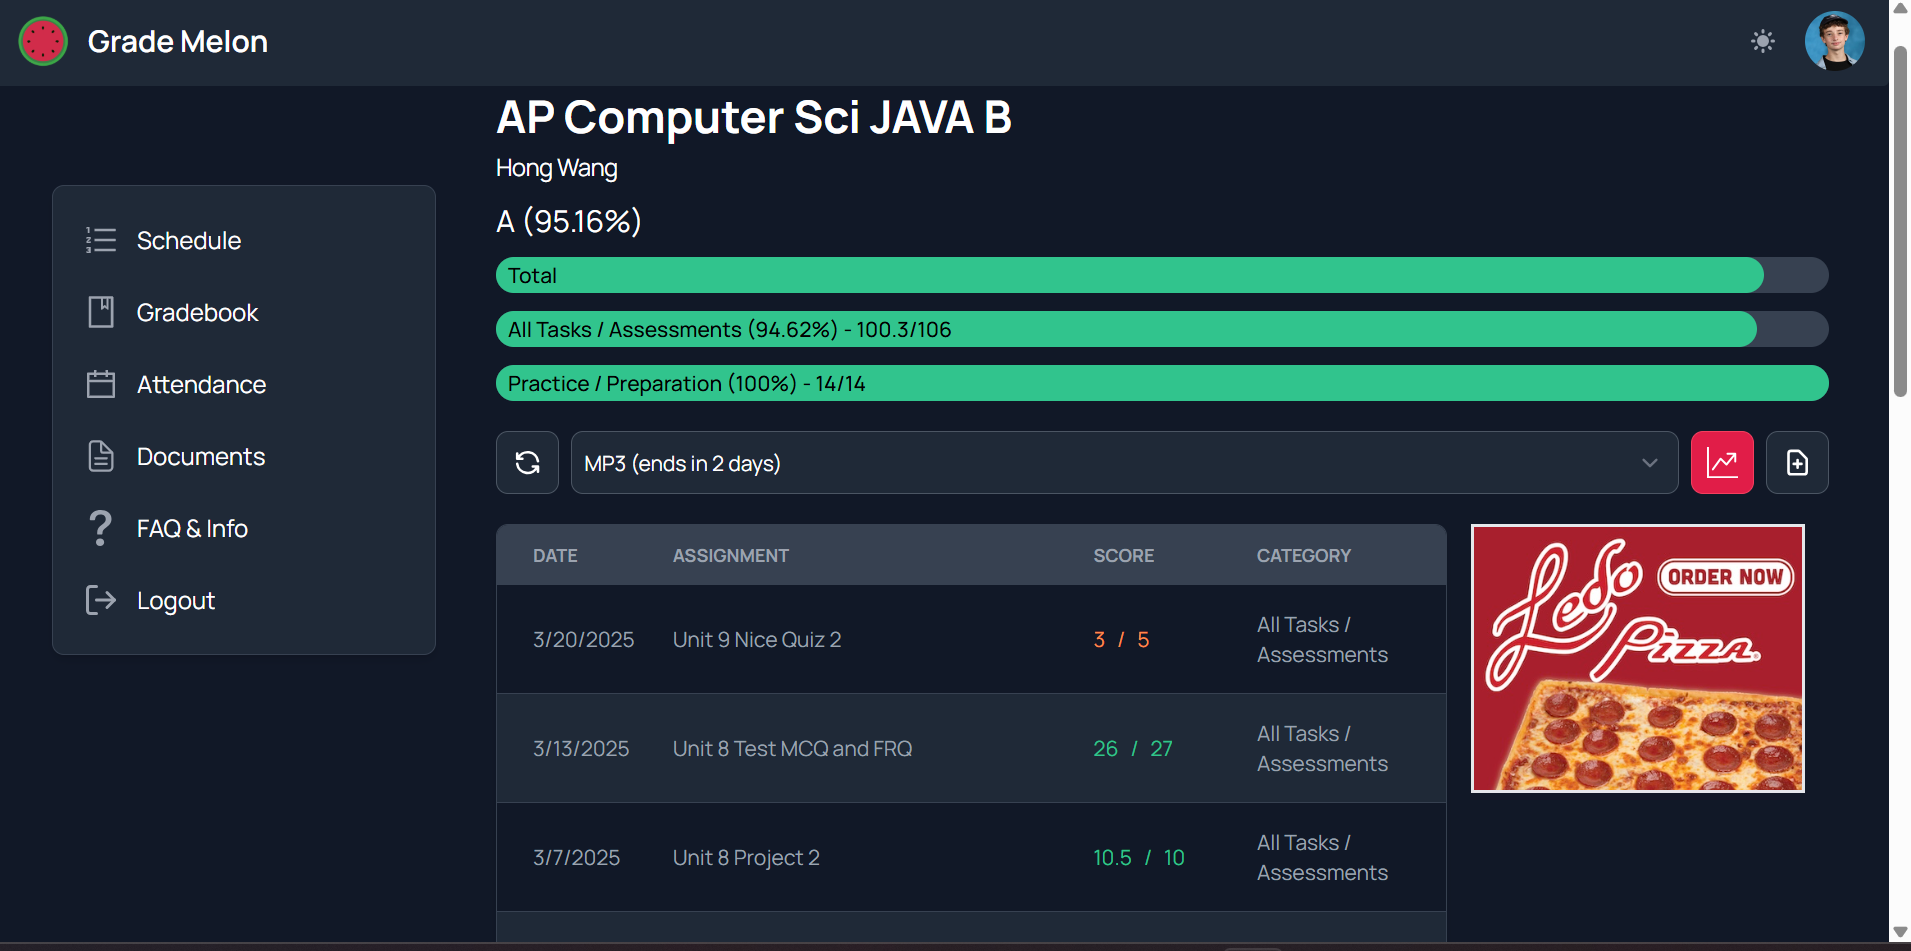 Grade Melon
Schedule
Gradebook
Attendance
Documents
FAQ & Info
Logout
AP Computer Sci JAVA B
Hong Wang
A (95.16%)
Total
All Tasks / Assessments (94.62%) - 100.3/106
Practice / Preparation (100%) - 14/14
MP3 (ends in 2 days)
DATE ASSIGNMENT SCORE CATEGORY
3/20/2025 Unit 9 Nice Quiz 2 3 / 5 All Tasks /
Assessments
3/13/2025 Unit 8 Test MCQ and FRQ 26 / 27 All Tasks /
Assessments
3/7/2025 Unit 8 Project 2 10.5 / 10 All Tasks /
Assessments
Ledo
ORDER NOW
Pizza